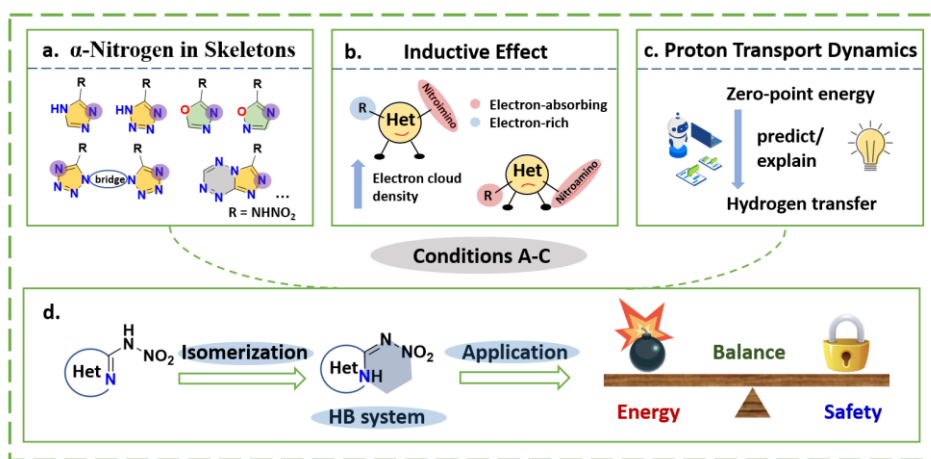 a. α-Nitrogen in Skeletons
R
HN
N
N
R
HN
N
N
N
R
O
N
N
R
O
N
N
R
N
N
N
N
bridge
R
N
N
N
N
R
N
N
N
N
N
N
...
R = NHNO₂
b. Inductive Effect
R
Het
Nitroimino
Electron-absorbing
Electron-rich
Electron cloud
density
R
Het
Nitroamino
c. Proton Transport Dynamics
Zero-point energy
predict/
explain
Hydrogen transfer
Conditions A-C
d.
H
N
NO₂
Het
N
Isomerization
N
NO₂
Het
NH
HB system
Application
Balance
Energy
Safety